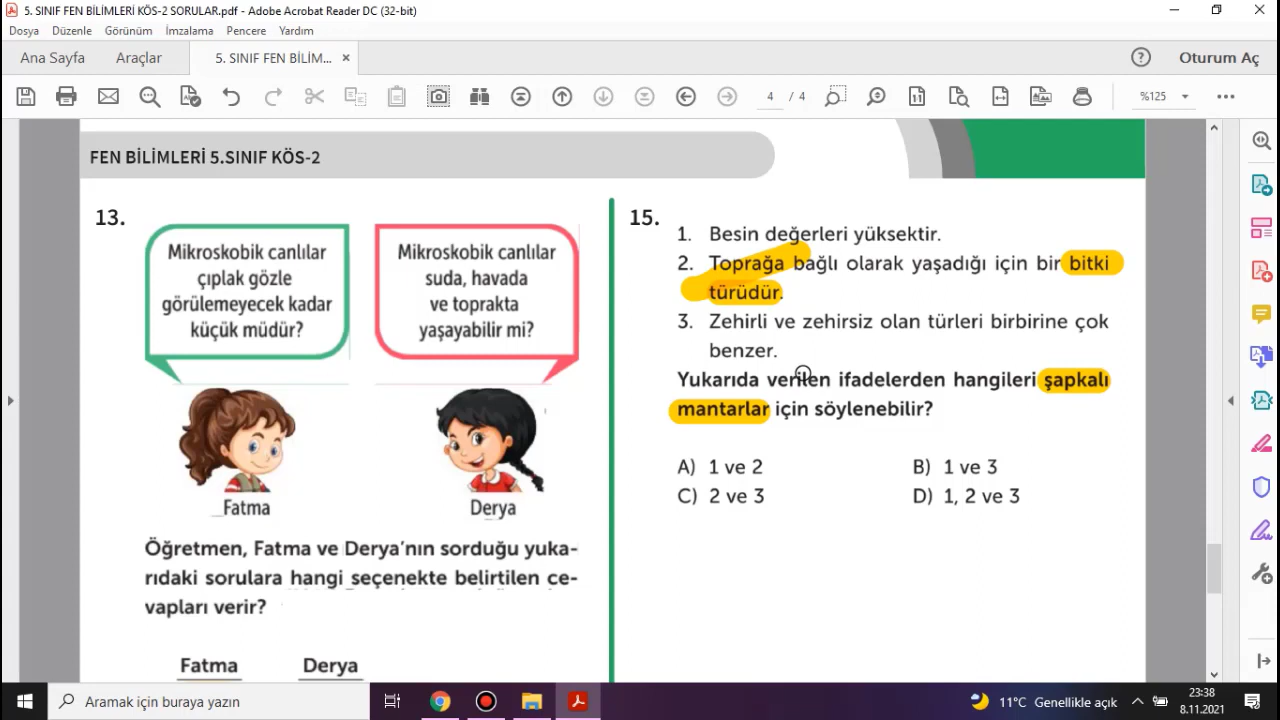 5. SINIF FEN BİLİMLERİ KÖS-2 SORULAR.pdf - Adobe Acrobat Reader DC (32-bit)
Dosya Düzenle Görünüm İmzalama Pencere Yardım
Ana Sayfa Araçlar 5. SINIF FEN BİLİM... × Oturum Aç
4 / 4 %125
FEN BİLİMLERİ 5.SINIF KÖS-2
13.
Mikroskobik canlılar
çıplak gözle
görülemeyecek kadar
küçük müdür?
Mikroskobik canlılar
suda, havada
ve toprakta
yaşayabilir mi?
Fatma
Derya
Öğretmen, Fatma ve Derya'nın sorduğu yuka-
rıdaki sorulara hangi seçenekte belirtilen ce-
vapları verir?
Fatma Derya
15.
1. Besin değerleri yüksektir.
2. Toprağa bağlı olarak yaşadığı için bir bitki
türüdür.
3. Zehirli ve zehirsiz olan türleri birbirine çok
benzer.
Yukarıda verilen ifadelerden hangileri şapkalı
mantarlar için söylenebilir?
A) 1 ve 2 B) 1 ve 3
C) 2 ve 3 D) 1, 2 ve 3
Aramak için buraya yazın
11°C Genellikle açık
23:38
8.11.2021